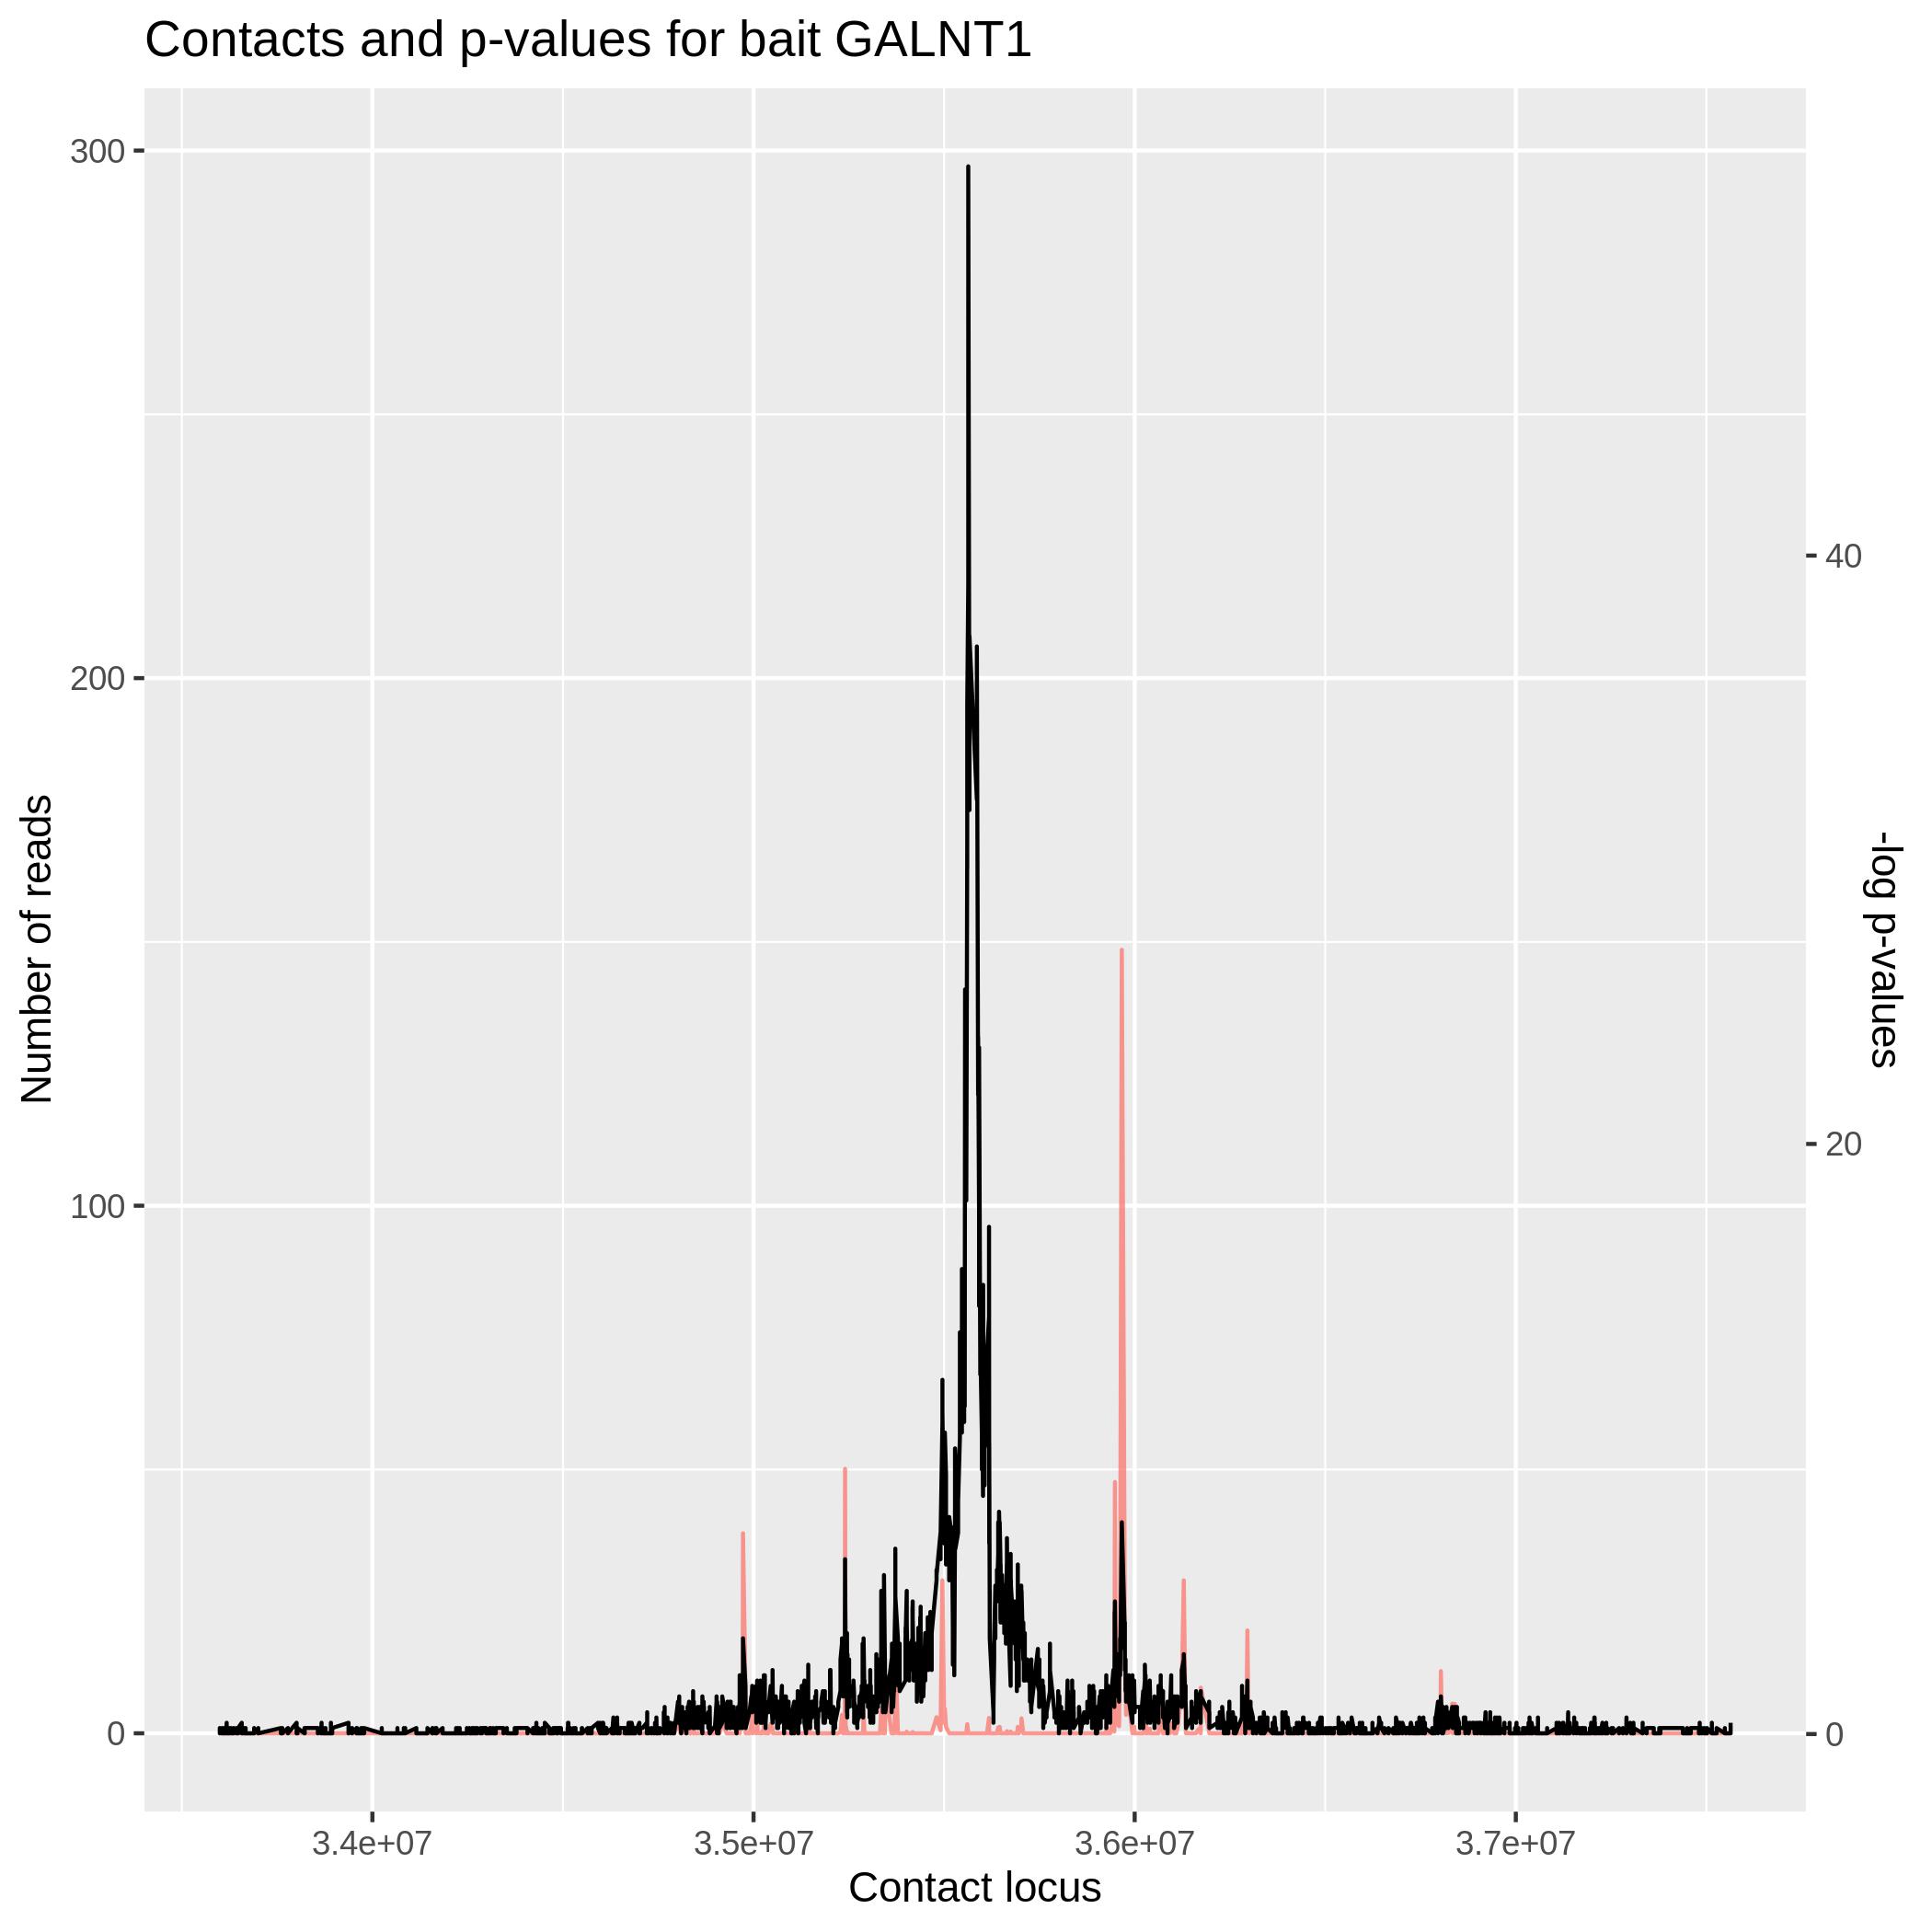 Contacts and p-values for bait GALNT1
300
200
100
0
Number of reads
40
20
0
-log p-values
3.4e+07
3.5e+07
3.6e+07
3.7e+07
Contact locus